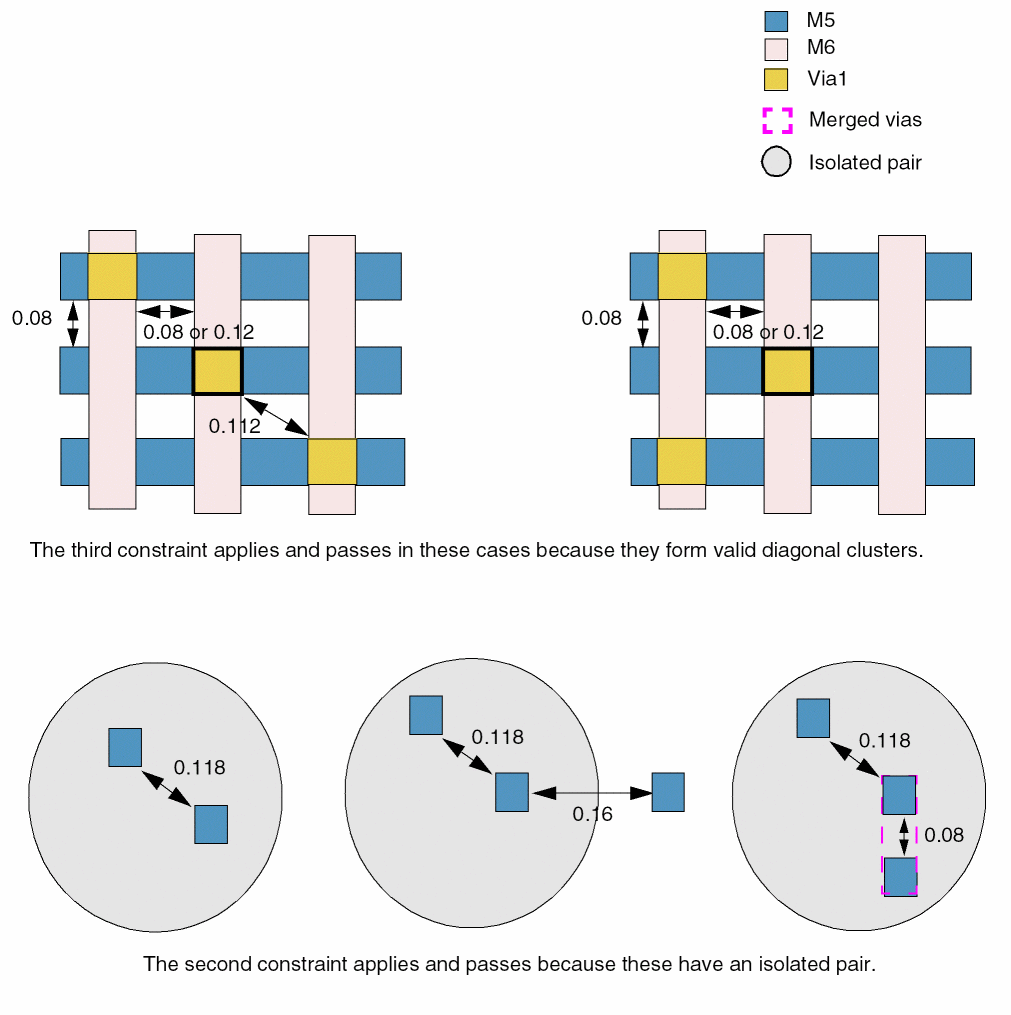 M5
M6
Via1
Merged vias
Isolated pair
0.08
0.08 or 0.12
0.112
0.08
0.08 or 0.12
The third constraint applies and passes in these cases because they form valid diagonal clusters.
0.118
0.118
0.16
0.118
0.08
The second constraint applies and passes because these have an isolated pair.